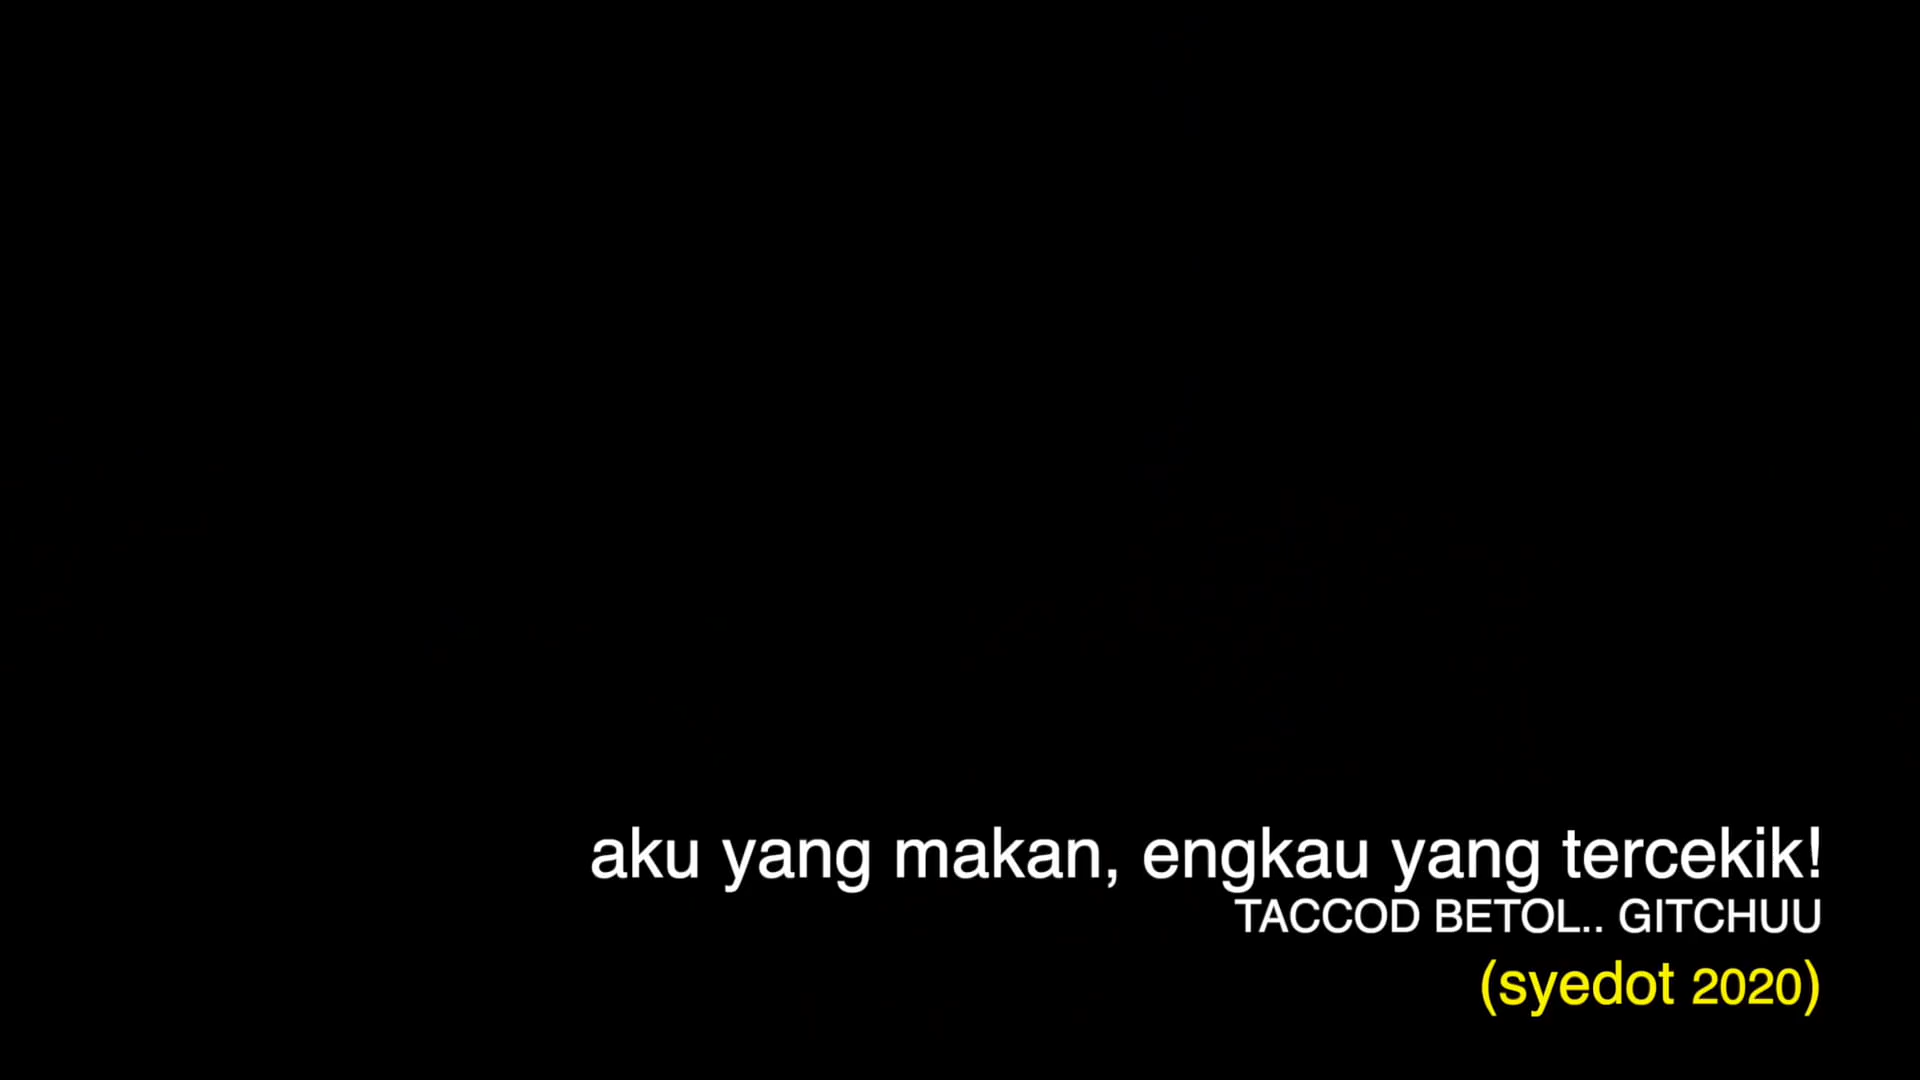 aku yang makan, engkau yang tercekik!
TACCOD BETOL.. GITCHUU
(syedot 2020)